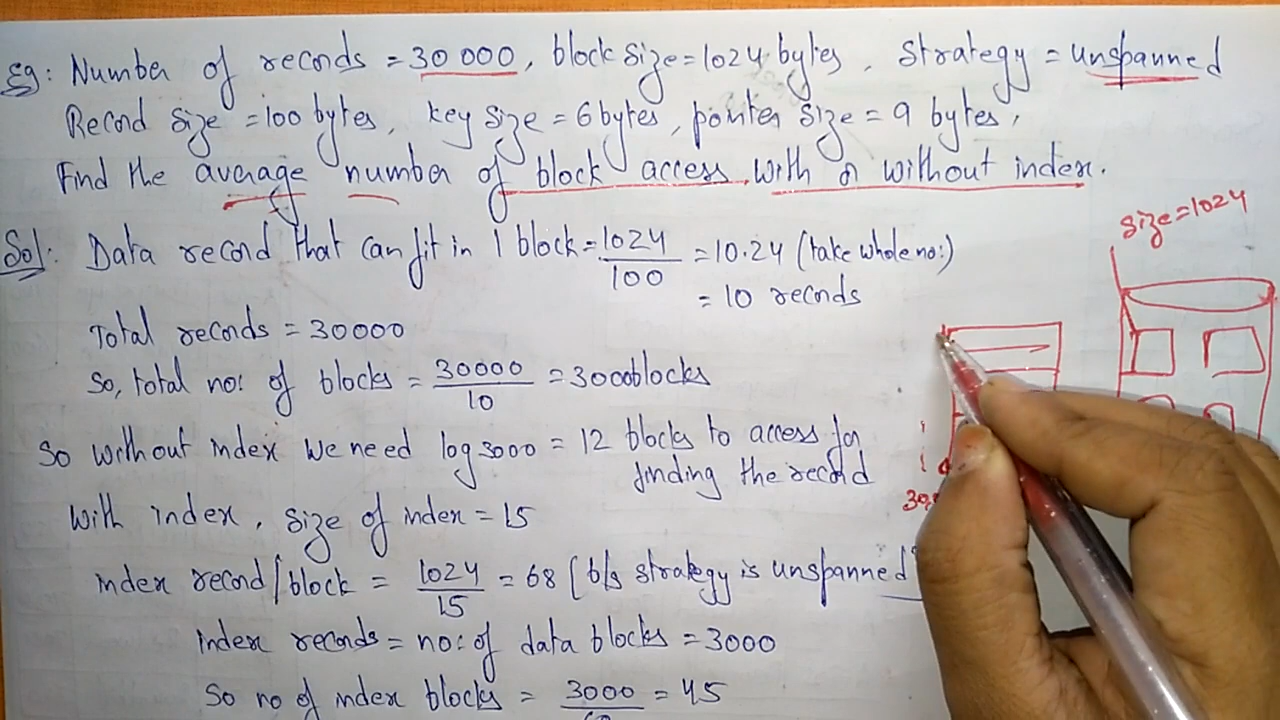 Eg: Number of records = 30 000, block size = 1024 bytes, Strategy = unspanned
Record size = 100 bytes, key size = 6 bytes, pointer size = 9 bytes,
Find the average number of block access, with & without index.
size = 1024
Sol: Data record that can fit in 1 block = 1024/100 = 10.24 (take whole no:)
= 10 records
Total records = 30000
So, total no: of blocks = 30000/10 = 3000 blocks
So without index we need log 3000 = 12 blocks to access for
finding the record
With index, size of index = 15
Index record/block = 1024/15 = 68 [b/s strategy is unspanned
Index records = no: of data blocks = 3000
So no of index blocks = 3000/ = 45